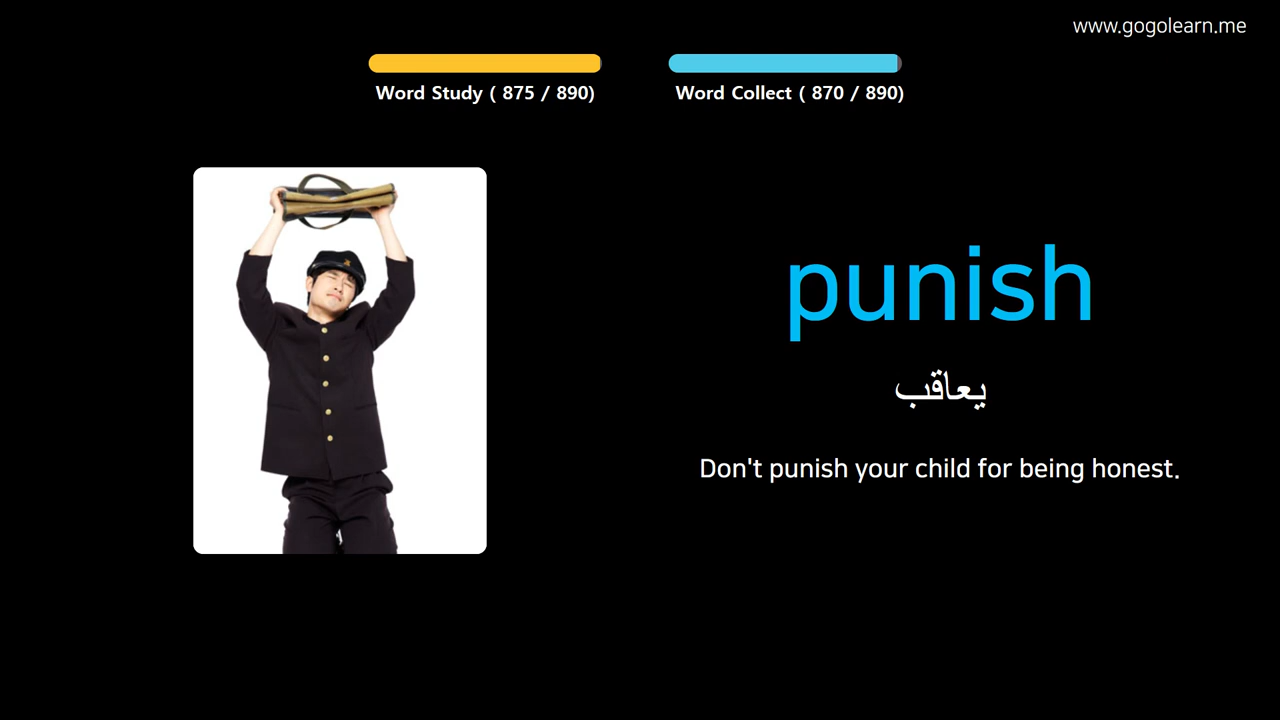 www.gogolearn.me
Word Study ( 875 / 890)
Word Collect ( 870 / 890)
punish
يعاقب
Don't punish your child for being honest.